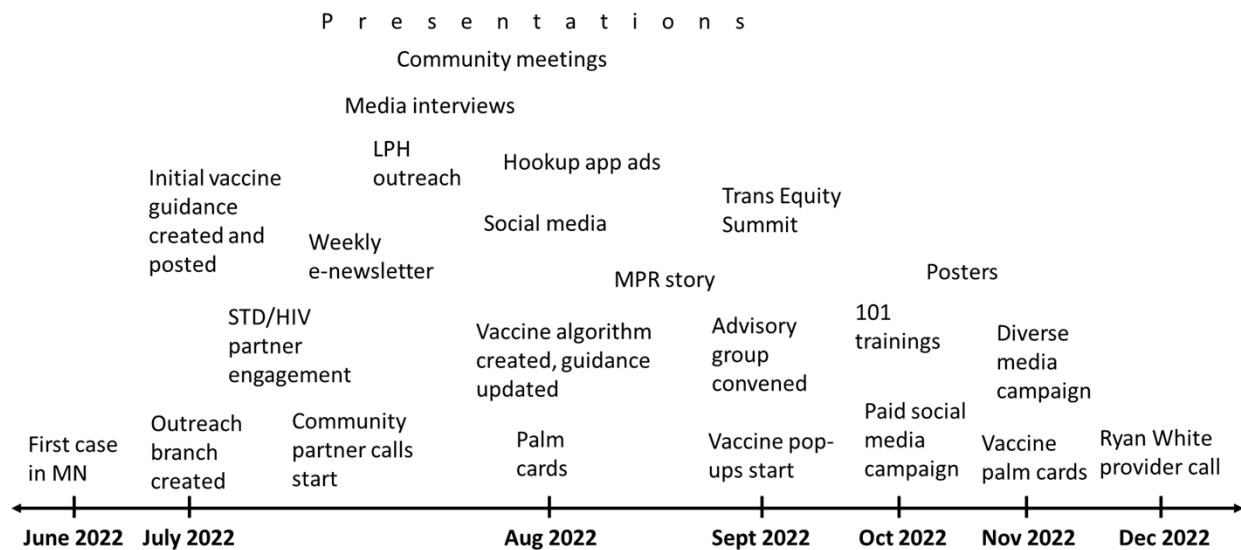 P r e s e n t a t i o n s
Community meetings
Media interviews
LPH
outreach
Hookup app ads
Initial vaccine
guidance
created and
posted
Trans Equity
Summit
Social media
Weekly
e-newsletter
MPR story
Posters
STD/HIV
partner
engagement
Vaccine algorithm
created, guidance
updated
Advisory
group
convened
101
trainings
Diverse
media
campaign
First case
in MN
Outreach
branch
created
Community
partner calls
start
Palm
cards
Vaccine pop-
ups start
Paid social
media
campaign
Vaccine
palm cards
Ryan White
provider call
June 2022 July 2022 Aug 2022 Sept 2022 Oct 2022 Nov 2022 Dec 2022